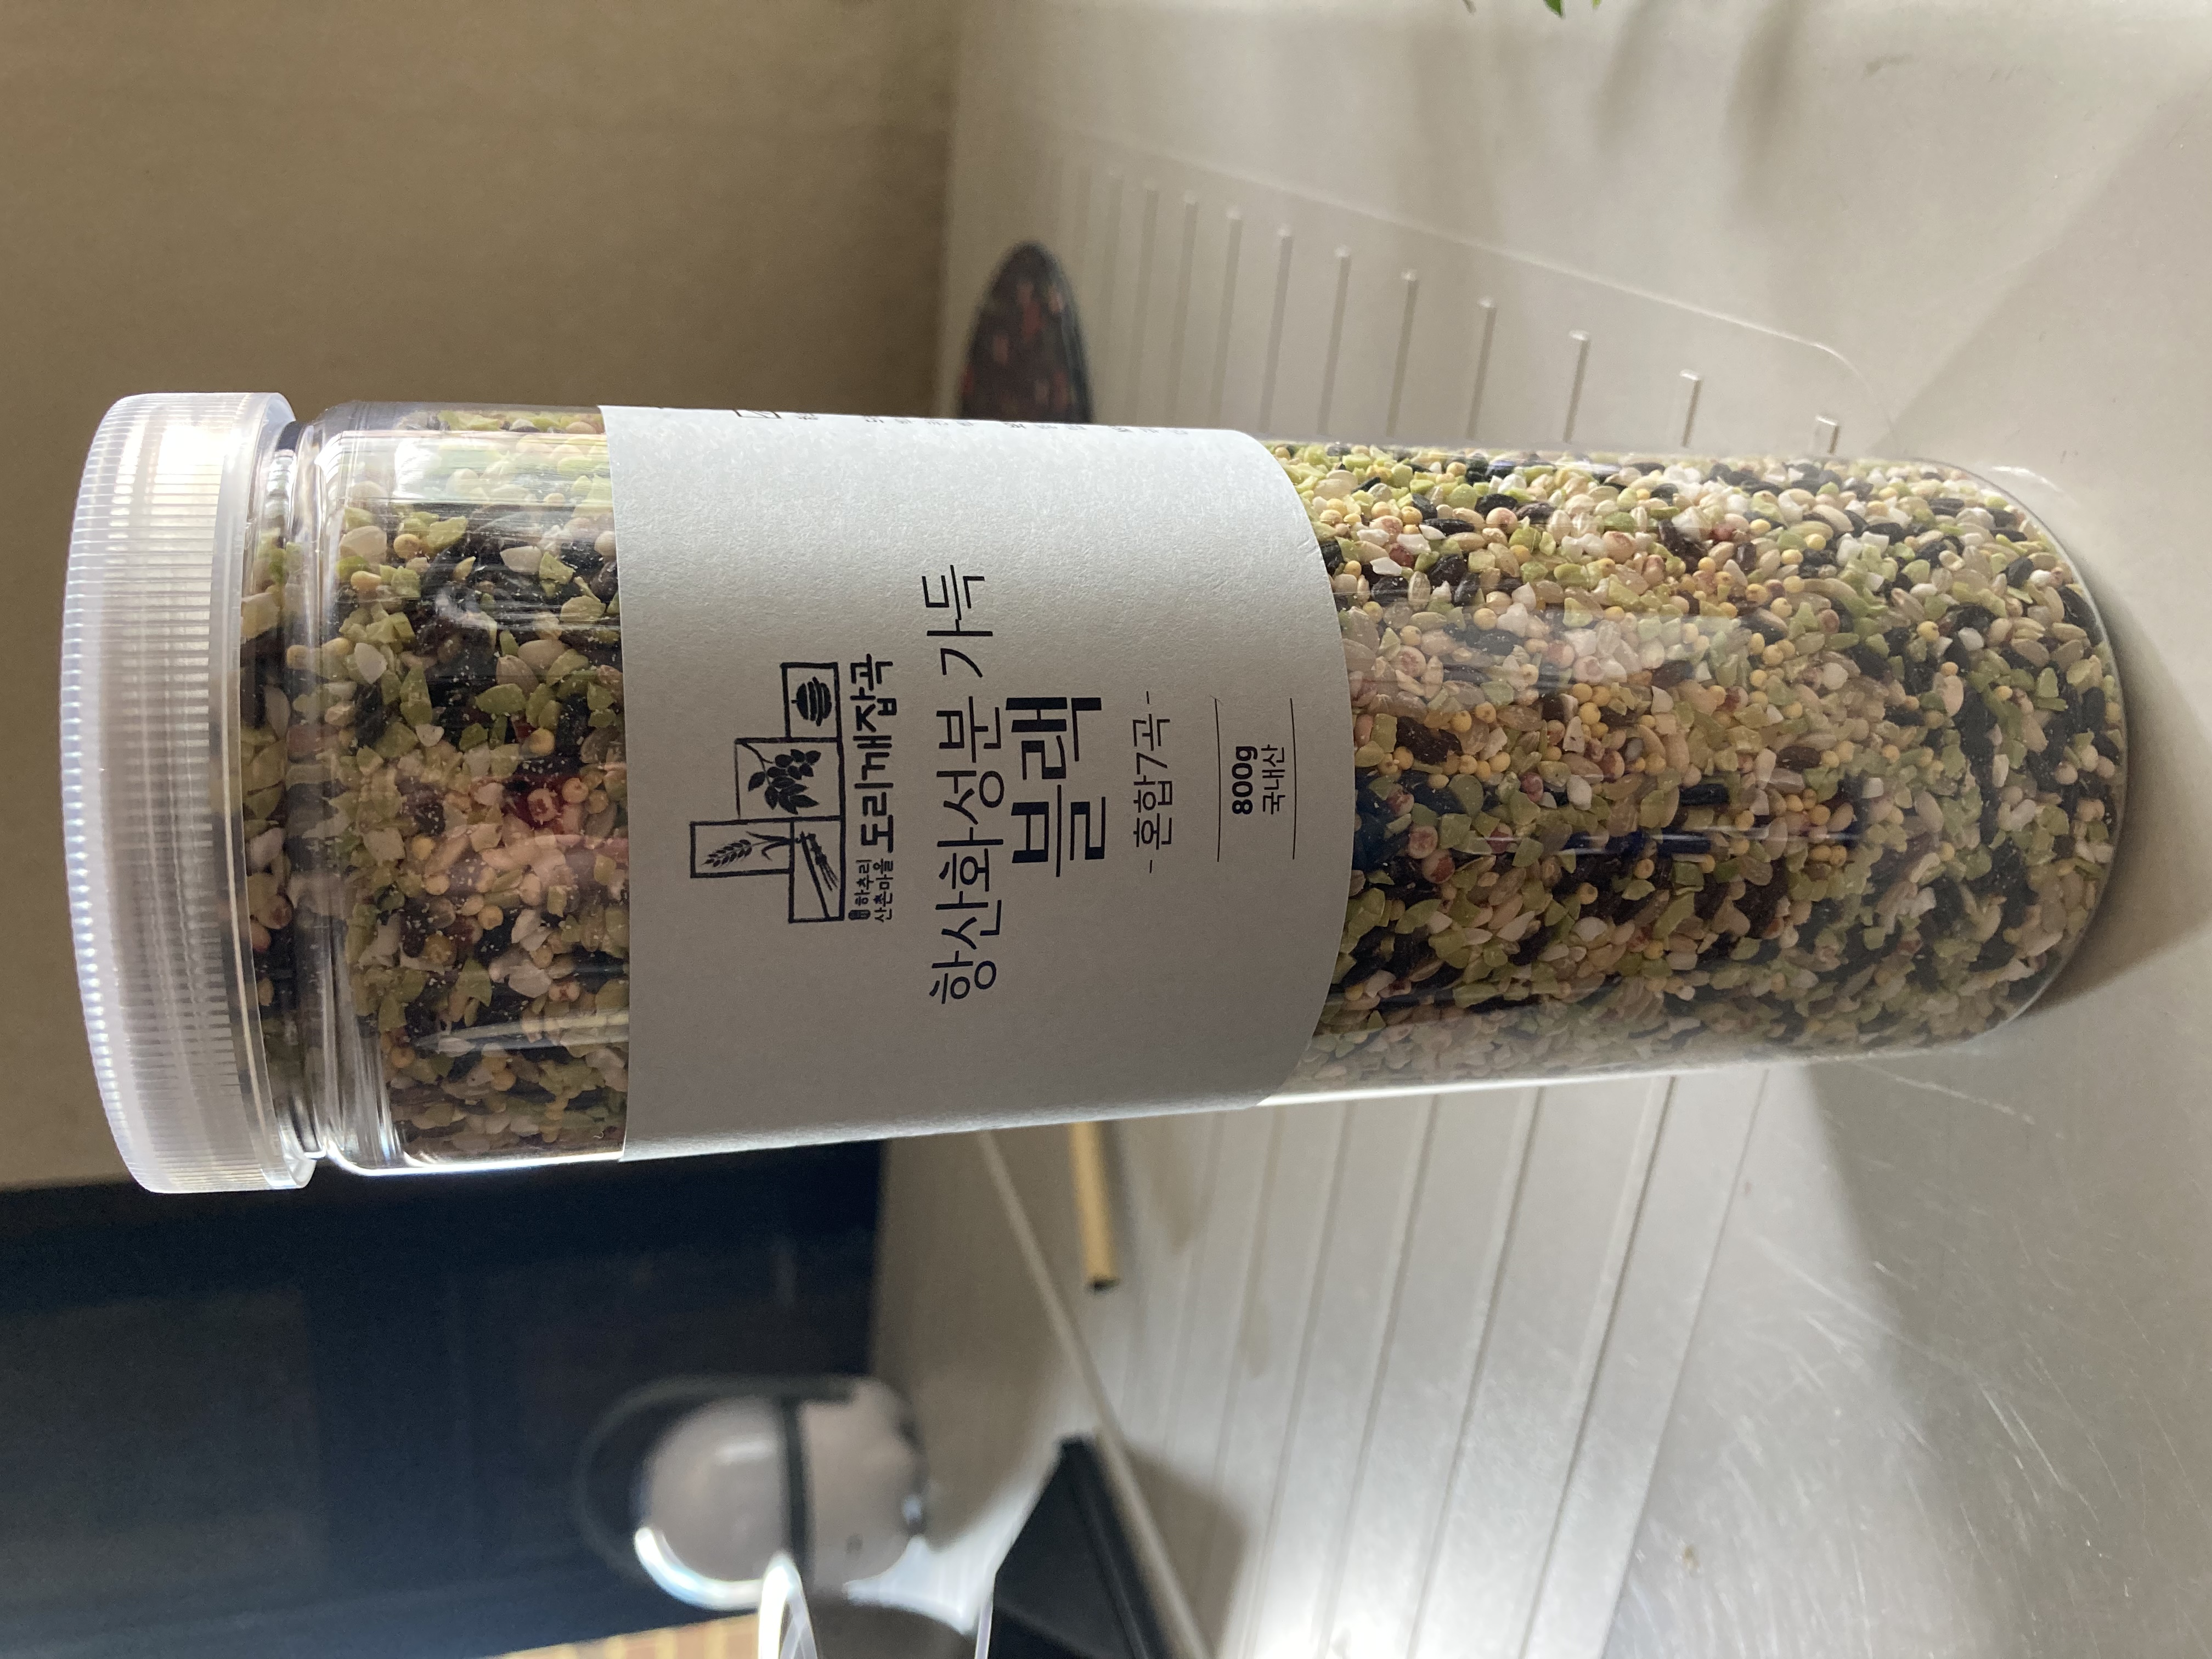 하추리
산촌마을 도리깨잡곡
항산화성분 가득
블랙
- 혼합7곡 -
800g
국내산